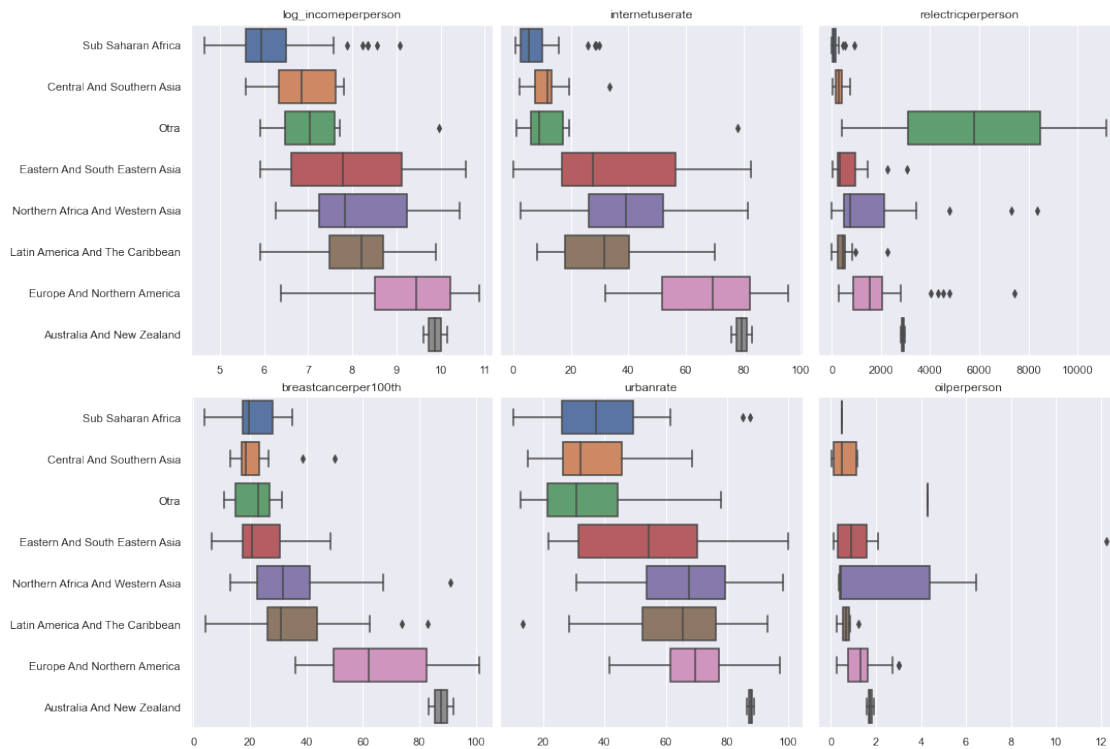 log_incomeperperson internetuserate relectricperperson
Sub Saharan Africa
Central And Southern Asia
Otra
Eastern And South Eastern Asia
Northern Africa And Western Asia
Latin America And The Caribbean
Europe And Northern America
Australia And New Zealand
5 6 7 8 9 10 11 0 20 40 60 80 100 0 2000 4000 6000 8000 10000
breastcancerper100th urbanrate oilperperson
Sub Saharan Africa
Central And Southern Asia
Otra
Eastern And South Eastern Asia
Northern Africa And Western Asia
Latin America And The Caribbean
Europe And Northern America
Australia And New Zealand
0 20 40 60 80 100 20 40 60 80 100 0 2 4 6 8 10 12